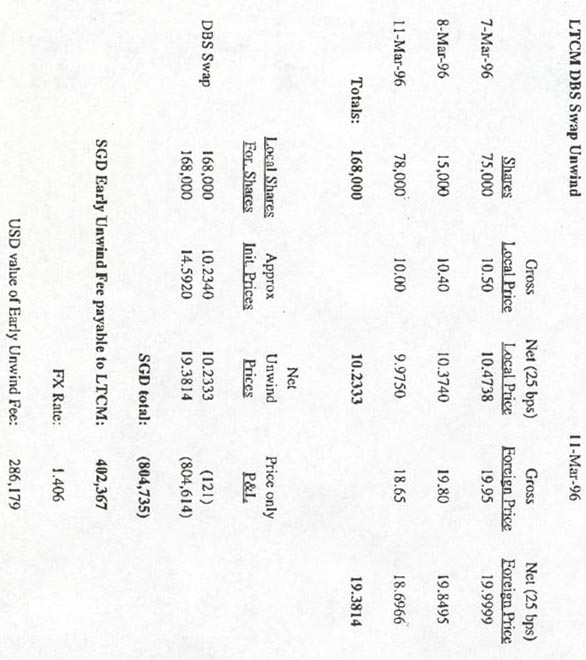 LTCM DBS Swap Unwind 11-Mar-96
Gross Net (25 bps) Gross Net (25 bps)
Shares Local Price Local Price Foreign Price Foreign Price
7-Mar-96 75,000 10.50 10.4738 19.95 19.9999
8-Mar-96 15,000 10.40 10.3740 19.80 19.8495
11-Mar-96 78,000 10.00 9.9750 18.65 18.6966
Totals: 168,000 10.2333 19.3814
Net
Local Shares Approx Unwind Price only
For. Shares Init. Prices Prices P&L
DBS Swap 168,000 10.2340 10.2333 (121)
168,000 14.5920 19.3814 (804,614)
SGD total: (804,735)
SGD Early Unwind Fee payable to LTCM: 402,367
FX Rate: 1.406
USD value of Early Unwind Fee: 286,179